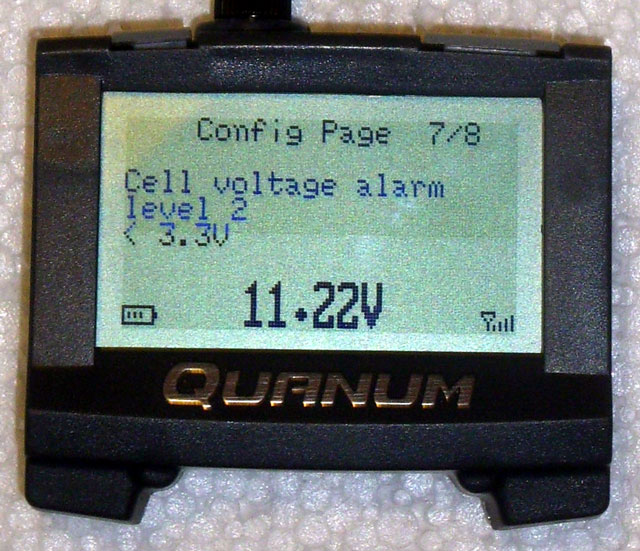 Config Page 7/8
Cell voltage alarm
level 2
< 3.3V
11.22V
QUANUM